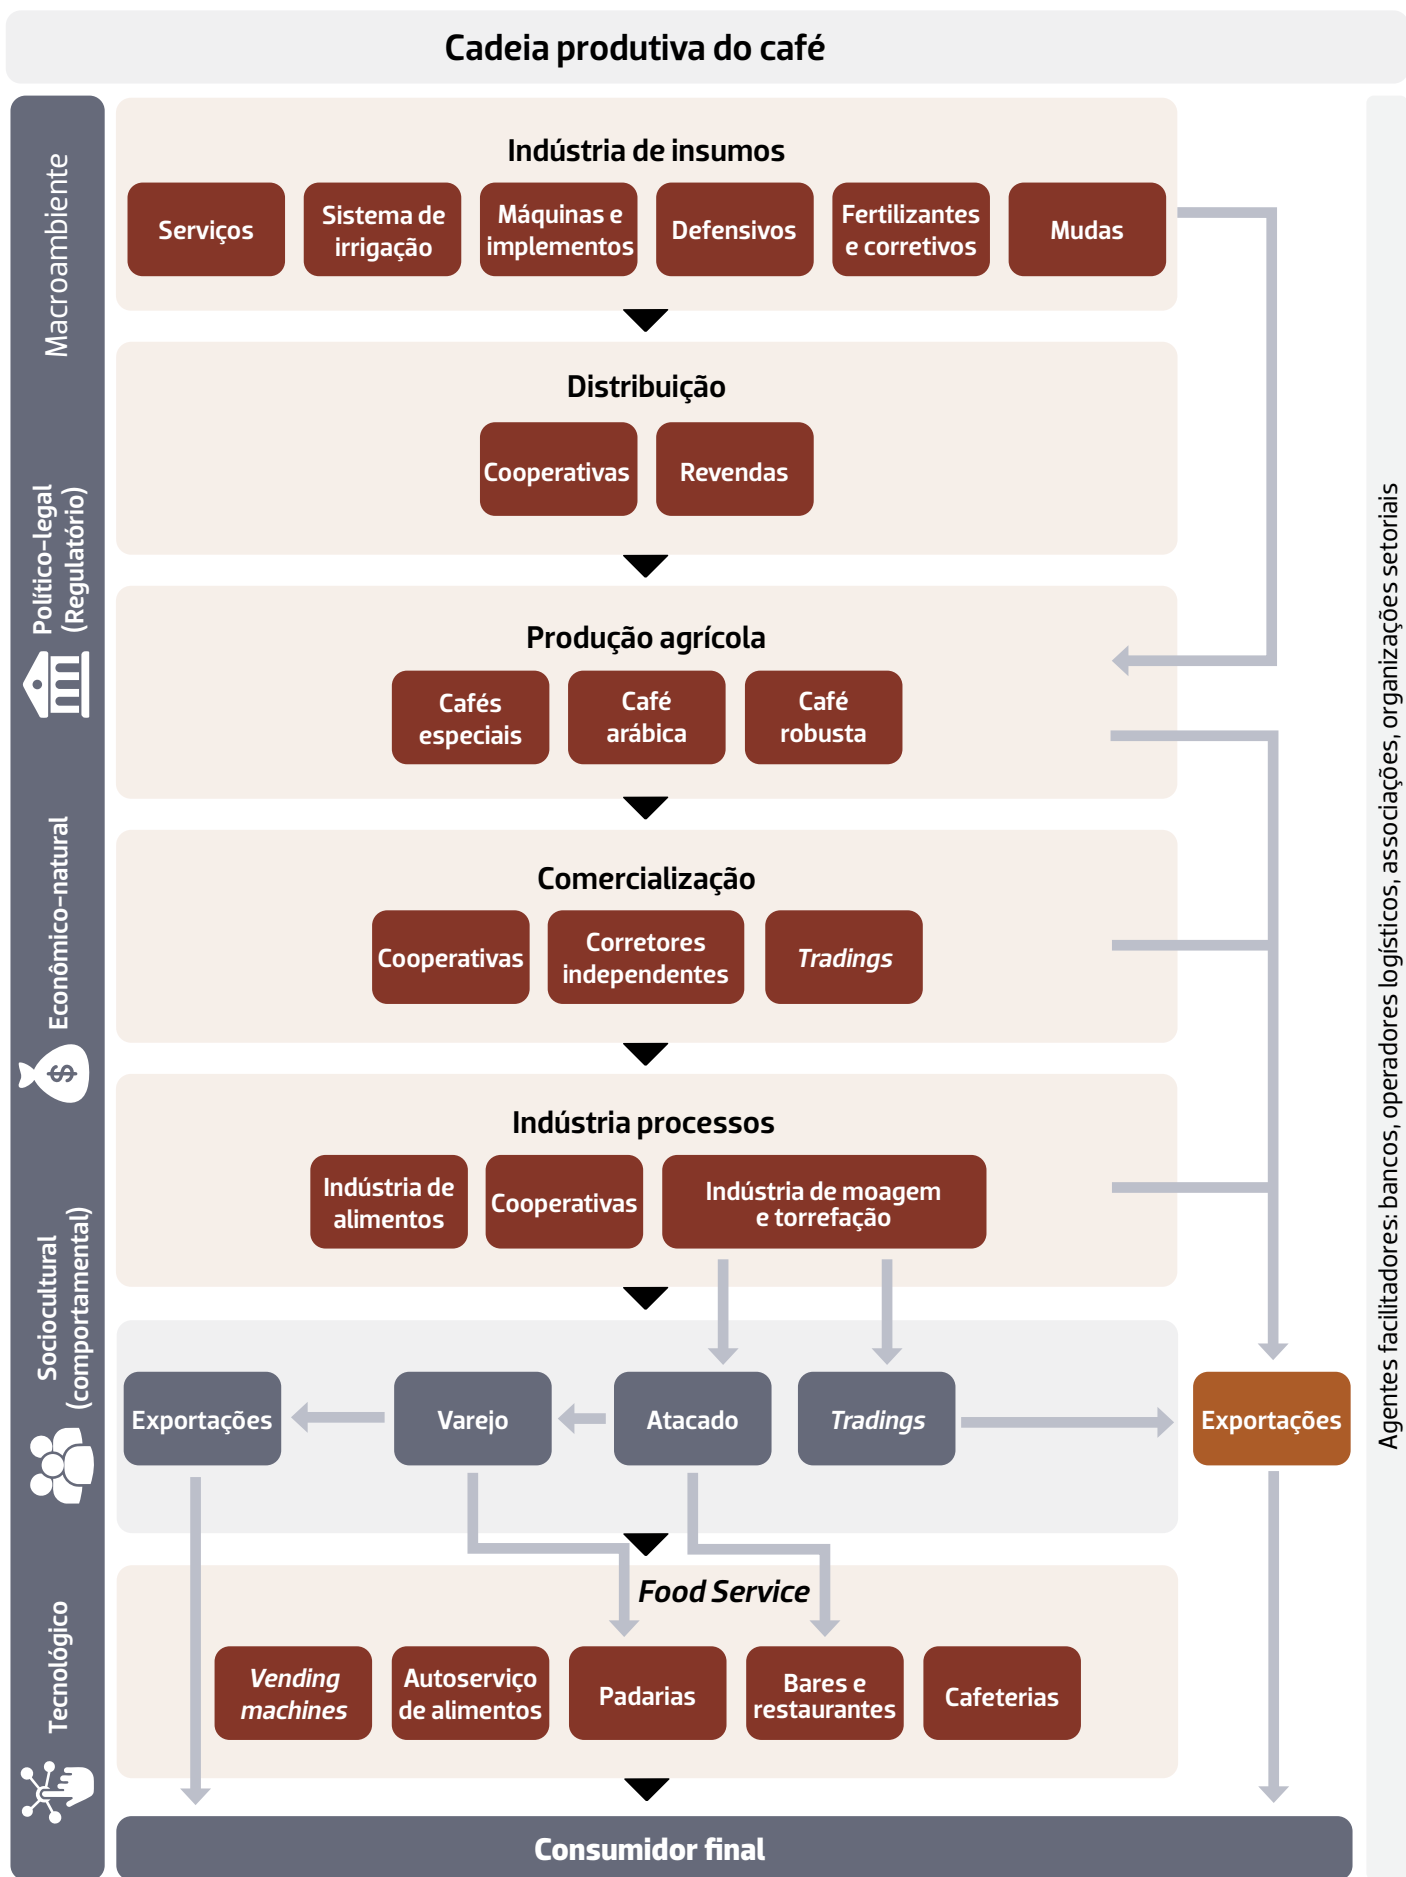 Cadeia produtiva do café
Macroambiente
Político-legal
(Regulatório)
Econômico-natural
Sociocultural
(comportamental)
Tecnológico
Indústria de insumos
Serviços
Sistema de
irrigação
Máquinas e
implementos
Defensivos
Fertilizantes
e corretivos
Mudas
Distribuição
Cooperativas
Revendas
Produção agrícola
Cafés
especiais
Café
arábica
Café
robusta
Comercialização
Cooperativas
Corretores
independentes
Tradings
Indústria processos
Indústria de
alimentos
Cooperativas
Indústria de moagem
e torrefação
Exportações
Varejo
Atacado
Tradings
Exportações
Food Service
Vending
machines
Autoserviço
de alimentos
Padarias
Bares e
restaurantes
Cafeterias
Consumidor final
Agentes facilitadores: bancos, operadores logísticos, associações, organizações setoriais
$